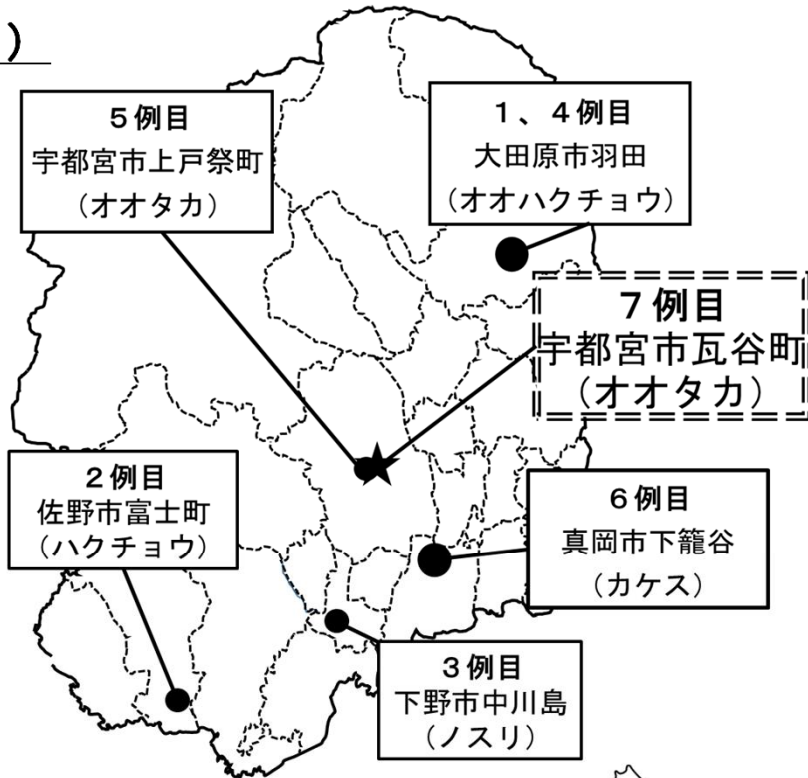 ）
5例目
宇都宮市上戸祭町
（オオタカ）
1、4例目
大田原市羽田
（オオハクチョウ）
7例目
宇都宮市瓦谷町
（オオタカ）
2例目
佐野市富士町
（ハクチョウ）
6例目
真岡市下籠谷
（カケス）
3例目
下野市中川島
（ノスリ）